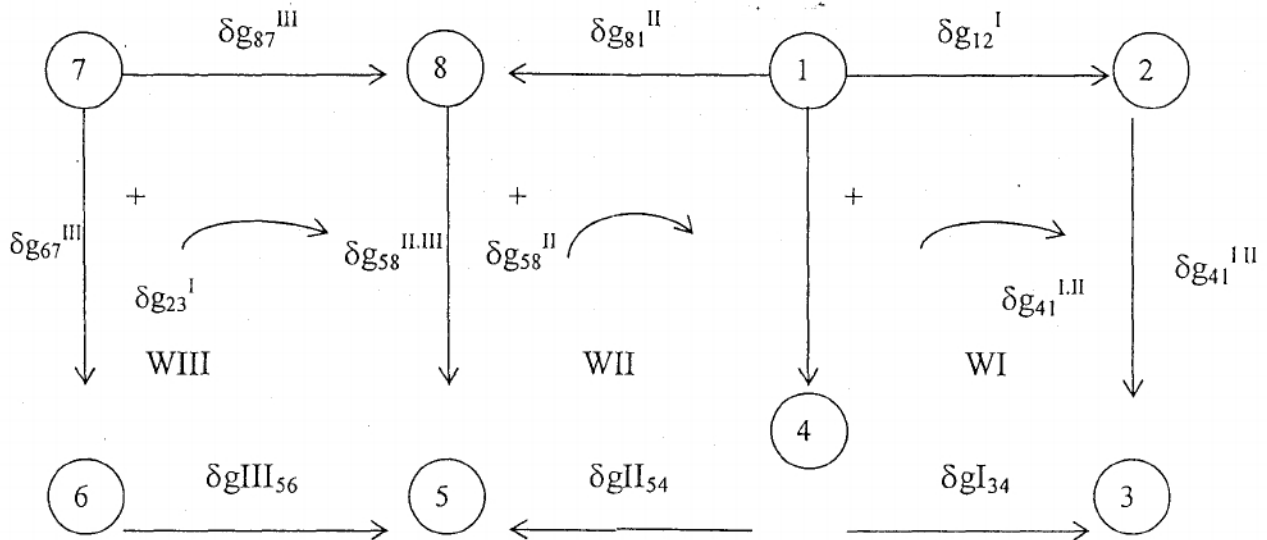 δg₈₇ᴵᴵᴵ δg₈₁ᴵᴵ δg₁₂ᴵ
7 8 1 2
+ + +
δg₆₇ᴵᴵᴵ δg₅₈ᴵᴵ·ᴵᴵᴵ δg₅₈ᴵᴵ δg₄₁ᴵ ᴵᴵ
δg₂₃ᴵ δg₄₁ᴵ·ᴵᴵ
WIII WII WI
4
δgIII₅₆ δgII₅₄ δgI₃₄
6 5 3